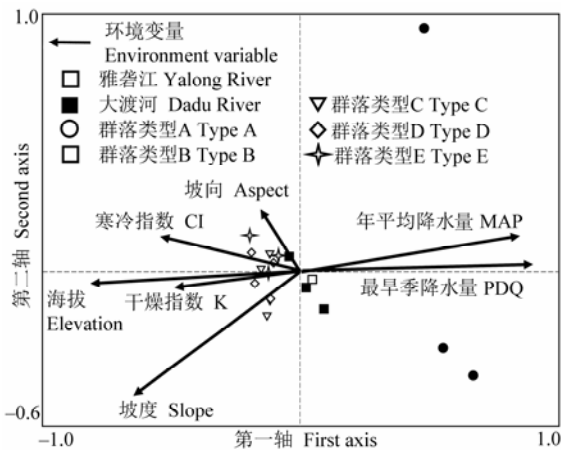 1.0
环境变量
Environment variable
雅砻江 Yalong River
大渡河 Dadu River
群落类型A Type A
群落类型B Type B
群落类型C Type C
群落类型D Type D
群落类型E Type E
坡向 Aspect
寒冷指数 CI
年平均降水量 MAP
第二轴 Second axis
海拔
Elevation
干燥指数 K
最旱季降水量 PDQ
坡度 Slope
–0.6
–1.0
第一轴 First axis
1.0